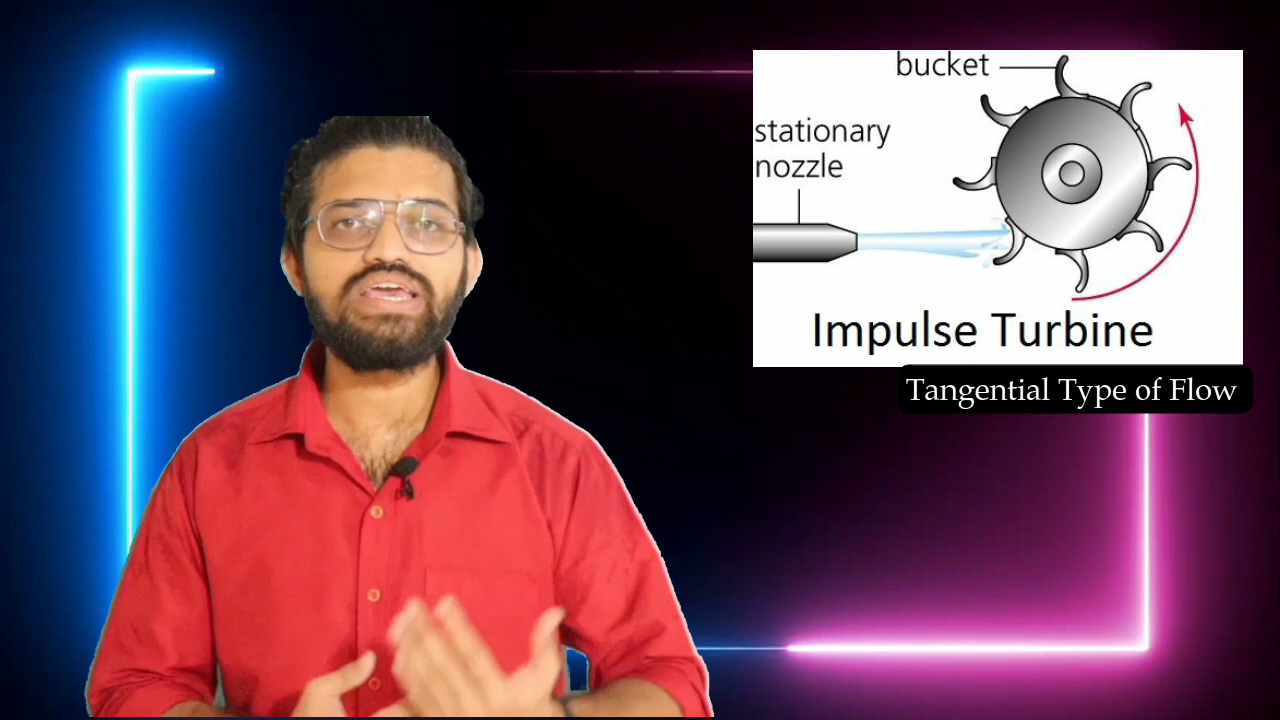 bucket
stationary
nozzle
Impulse Turbine
Tangential Type of Flow